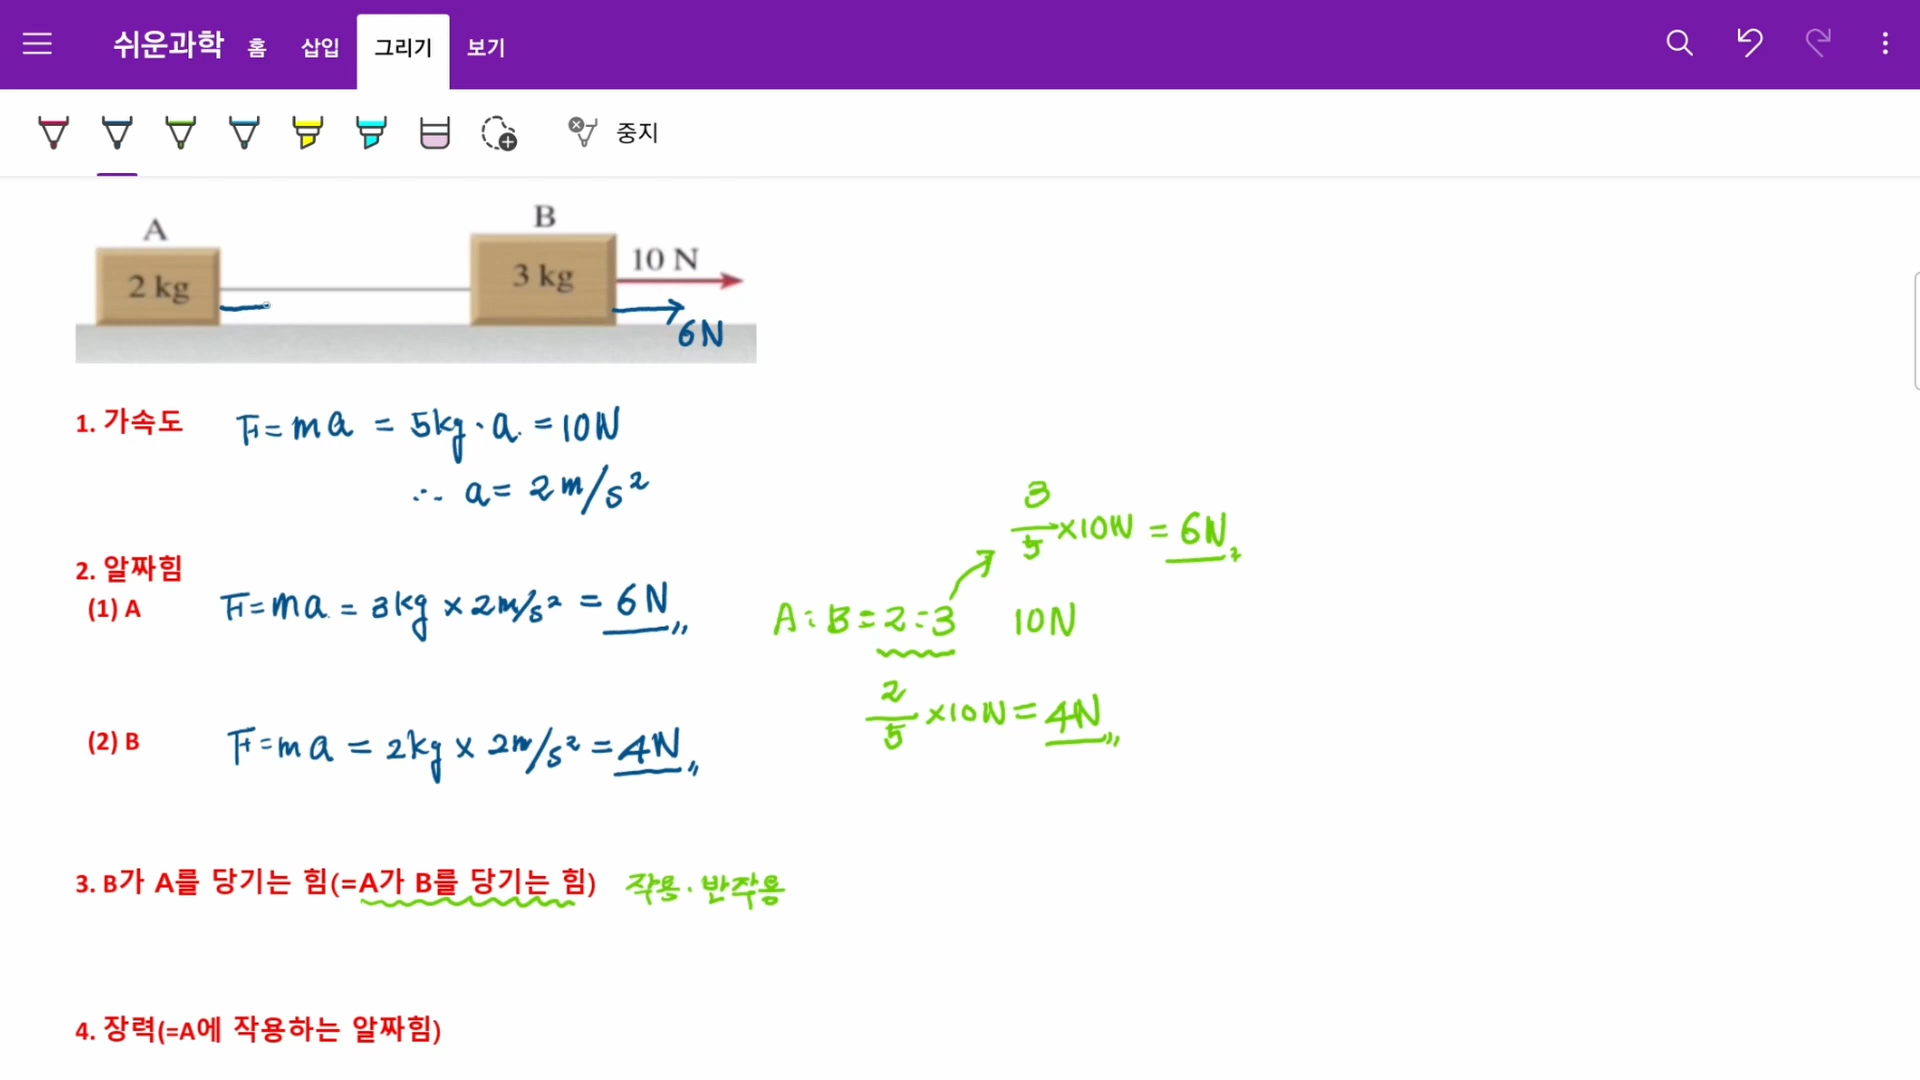 쉬운과학 홈 삽입 그리기 보기
중지
A
B
2 kg
3 kg
10 N
6N
1. 가속도 F = ma = 5kg · a = 10N
∴ a = 2m/s²
3/5 × 10N = 6N
2. 알짜힘
(1) A F = ma = 3kg × 2m/s² = 6N
A : B = 2 : 3 10N
2/5 × 10N = 4N
(2) B F = ma = 2kg × 2m/s² = 4N
3. B가 A를 당기는 힘(=A가 B를 당기는 힘) 작용 · 반작용
4. 장력(=A에 작용하는 알짜힘)